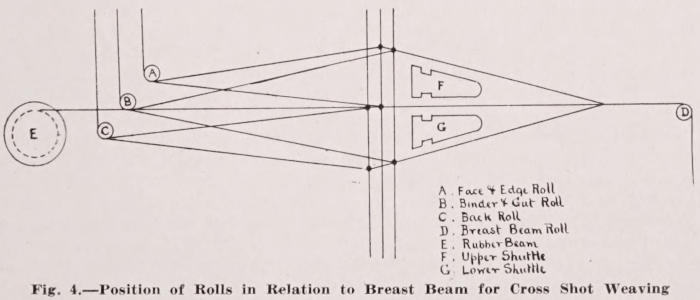 A
B
C
E
F
G
D
A. Face & Edge Roll
B. Binder & Gut Roll
C. Back Roll
D. Breast Beam Roll
E. Rubber Beam
F. Upper Shuttle
G. Lower Shuttle
Fig. 4.—Position of Rolls in Relation to Breast Beam for Cross Shot Weaving